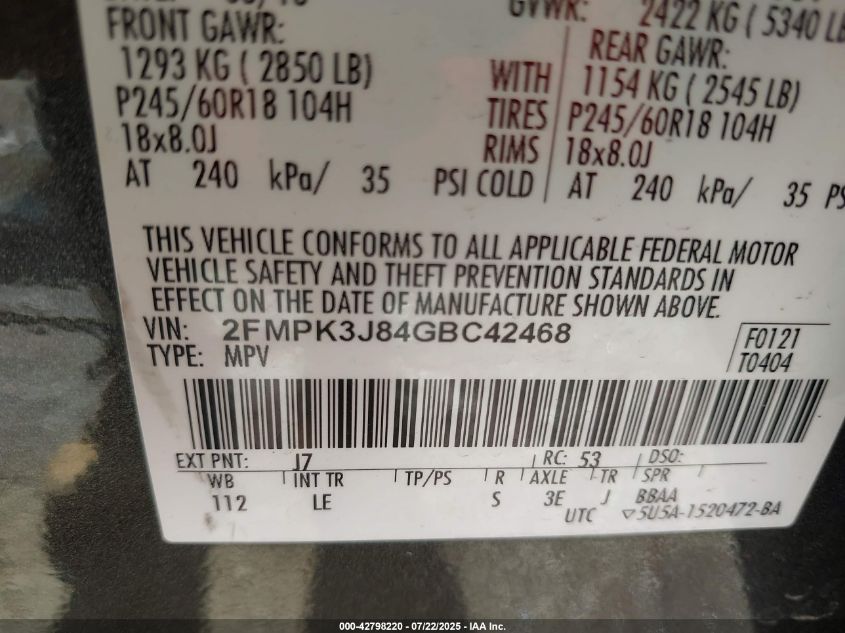 GVWR: 2422 KG ( 5340 LB
FRONT GAWR:
REAR GAWR:
1293 KG ( 2850 LB) WITH 1154 KG ( 2545 LB)
P245/60R18 104H TIRES P245/60R18 104H
18x8.0J RIMS 18x8.0J
AT 240 kPa/ 35 PSI COLD AT 240 kPa/ 35 PS
THIS VEHICLE CONFORMS TO ALL APPLICABLE FEDERAL MOTOR
VEHICLE SAFETY AND THEFT PREVENTION STANDARDS IN
EFFECT ON THE DATE OF MANUFACTURE SHOWN ABOVE.
VIN: 2FMPK3J84GBC42468 F0121
TYPE: MPV T0404
EXT PNT: J7 RC: 53 DSO:
WB INT TR TP/PS R AXLE TR SPR
112 LE S 3E J BBAA
UTC ▽5U5A-1520472-BA
000-42798220 - 07/22/2025 - IAA Inc.